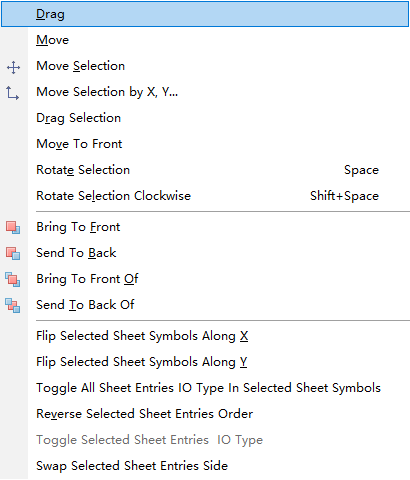 Drag
Move
Move Selection
Move Selection by X, Y...
Drag Selection
Move To Front
Rotate Selection Space
Rotate Selection Clockwise Shift+Space
Bring To Front
Send To Back
Bring To Front Of
Send To Back Of
Flip Selected Sheet Symbols Along X
Flip Selected Sheet Symbols Along Y
Toggle All Sheet Entries IO Type In Selected Sheet Symbols
Reverse Selected Sheet Entries Order
Toggle Selected Sheet Entries  IO Type
Swap Selected Sheet Entries Side